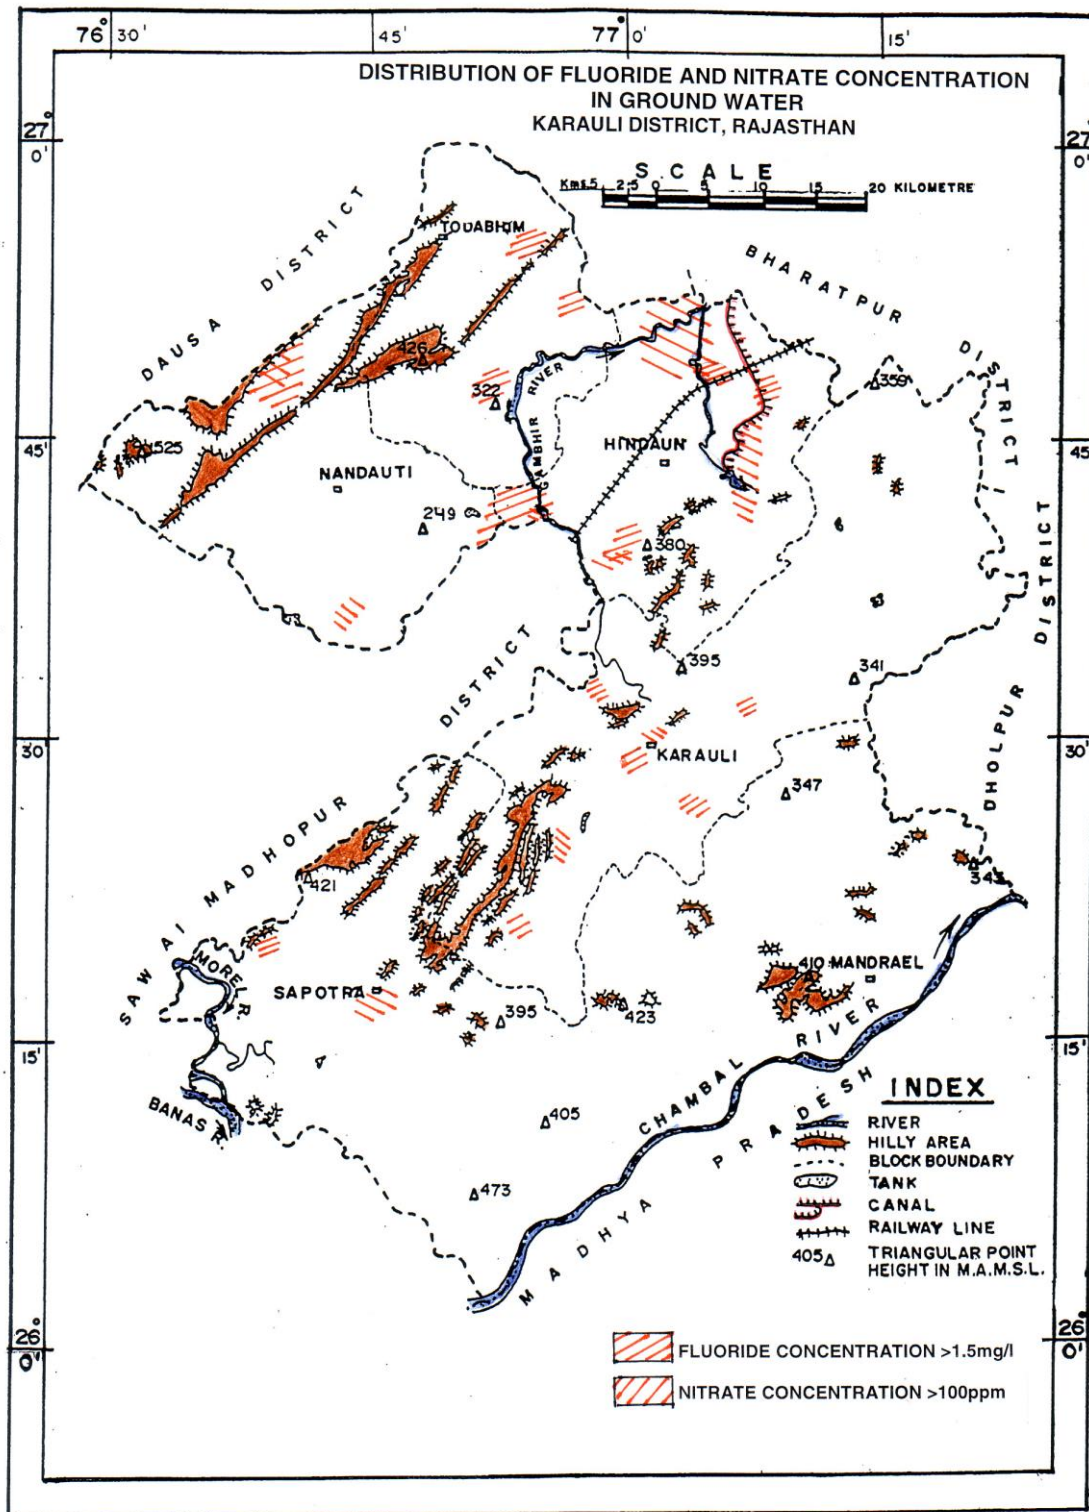 76° 30' 45' 77° 0' 15'
DISTRIBUTION OF FLUORIDE AND NITRATE CONCENTRATION
IN GROUND WATER
KARAULI DISTRICT, RAJASTHAN
27° 0'
27° 0'
SCALE
Kms.5 2.5 0 5 10 15 20 KILOMETRE
TODABHIM
DAUSA DISTRICT
BHARATPUR DISTRICT
426
322
359
GAMBHIR RIVER
525
45'
45'
HINDAUN
NANDAUTI
249
380
DISTRICT
395
341
30'
30'
KARAULI
DHOLPUR
347
SAWAI MADHOPUR DISTRICT
421
343
MOREL R.
410 MANDRAEL
SAPOTRA
395
423
15'
15'
CHAMBAL RIVER
BANAS R.
405
MADHYA PRADESH
473
INDEX
RIVER
HILLY AREA
BLOCK BOUNDARY
TANK
CANAL
RAILWAY LINE
405 TRIANGULAR POINT
HEIGHT IN M.A.M.S.L.
26° 0'
26° 0'
FLUORIDE CONCENTRATION >1.5mg/l
NITRATE CONCENTRATION >100ppm